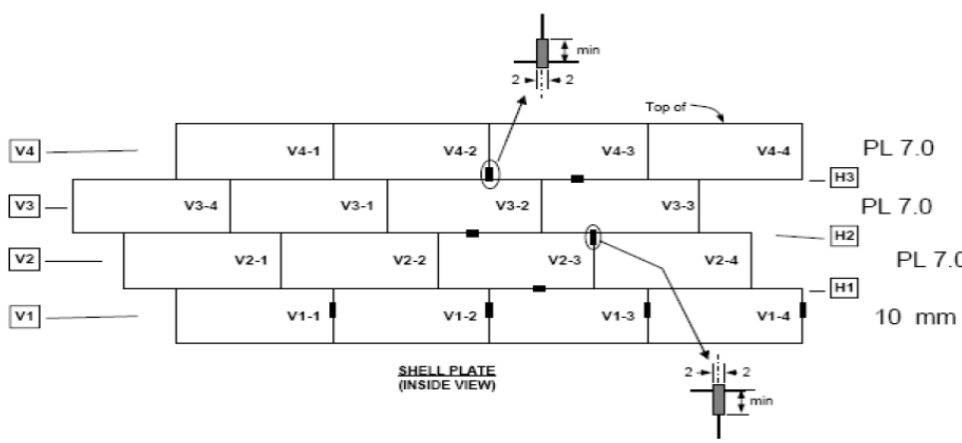 min
2 2
Top of
V4 V4-1 V4-2 V4-3 V4-4 PL 7.0
H3
V3 V3-4 V3-1 V3-2 V3-3 PL 7.0
H2
V2 V2-1 V2-2 V2-3 V2-4 PL 7.0
H1
V1 V1-1 V1-2 V1-3 V1-4 10 mm
SHELL PLATE
(INSIDE VIEW)
2 2
min